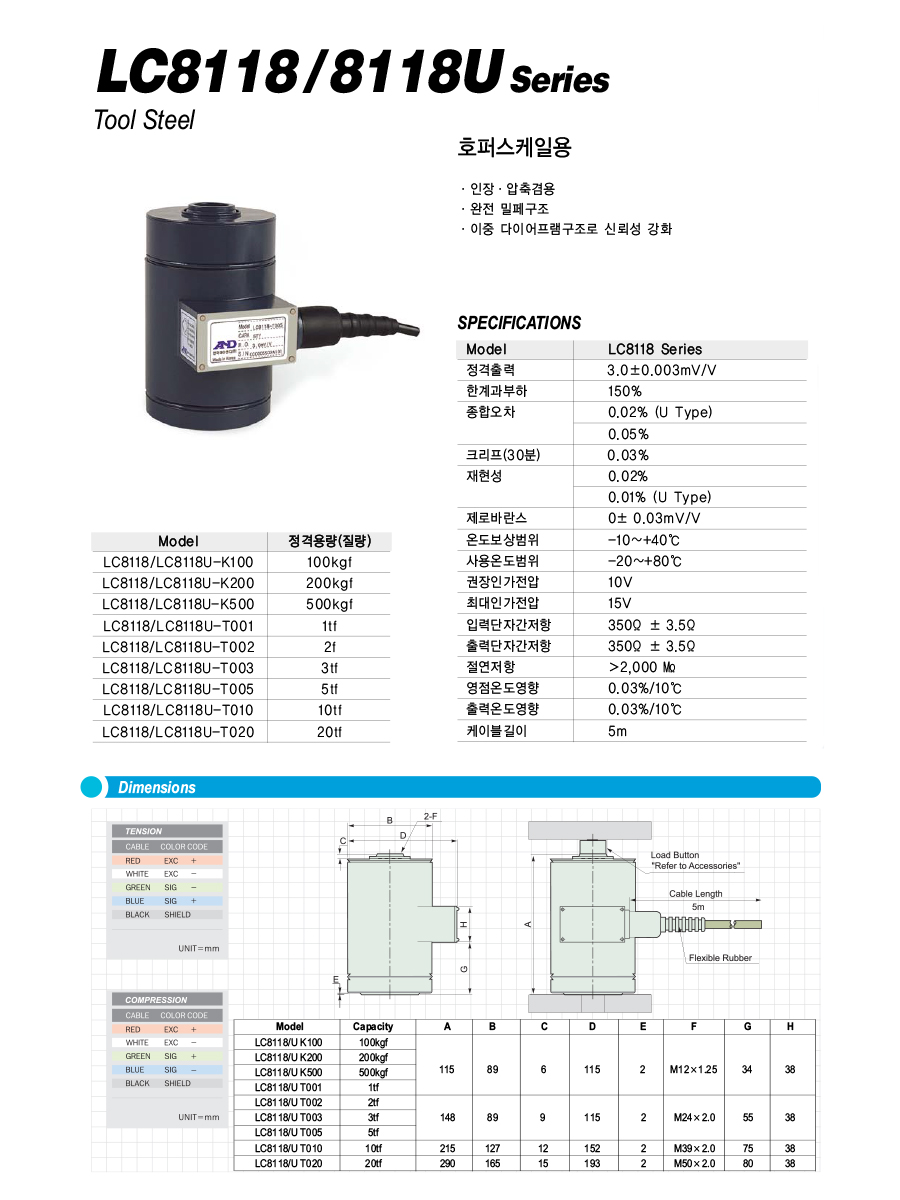 LC8118/8118U Series
Tool Steel
호퍼스케일용
· 인장 · 압축겸용
· 완전 밀폐구조
· 이중 다이어프램구조로 신뢰성 강화
Model LC8118-T005
CAPA. 5Tf
R . O 3.0mV/V
S / N
AND
Made in Korea
SPECIFICATIONS
Model LC8118 Series
정격출력 3.0±0.003mV/V
한계과부하 150%
종합오차 0.02% (U Type)
0.05%
크리프(30분) 0.03%
재현성 0.02%
0.01% (U Type)
제로바란스 0± 0.03mV/V
온도보상범위 -10~+40℃
사용온도범위 -20~+80℃
권장인가전압 10V
최대인가전압 15V
입력단자간저항 350Ω ± 3.5Ω
출력단자간저항 350Ω ± 3.5Ω
절연저항 >2,000 ㏁
영점온도영향 0.03%/10℃
출력온도영향 0.03%/10℃
케이블길이 5m
Model 정격용량(질량)
LC8118/LC8118U-K100 100kgf
LC8118/LC8118U-K200 200kgf
LC8118/LC8118U-K500 500kgf
LC8118/LC8118U-T001 1tf
LC8118/LC8118U-T002 2f
LC8118/LC8118U-T003 3tf
LC8118/LC8118U-T005 5tf
LC8118/LC8118U-T010 10tf
LC8118/LC8118U-T020 20tf
Dimensions
TENSION
CABLE COLOR CODE
RED EXC +
WHITE EXC −
GREEN SIG −
BLUE SIG +
BLACK SHIELD
UNIT=mm
COMPRESSION
CABLE COLOR CODE
RED EXC +
WHITE EXC −
GREEN SIG +
BLUE SIG −
BLACK SHIELD
UNIT=mm
2-F
B
D
C
H
G
E
A
Load Button
"Refer to Accessories"
Cable Length
5m
Flexible Rubber
Model Capacity A B C D E F G H
LC8118/U K100 100kgf
LC8118/U K200 200kgf
LC8118/U K500 500kgf 115 89 6 115 2 M12×1.25 34 38
LC8118/U T001 1tf
LC8118/U T002 2tf
LC8118/U T003 3tf 148 89 9 115 2 M24×2.0 55 38
LC8118/U T005 5tf
LC8118/U T010 10tf 215 127 12 152 2 M39×2.0 75 38
LC8118/U T020 20tf 290 165 15 193 2 M50×2.0 80 38